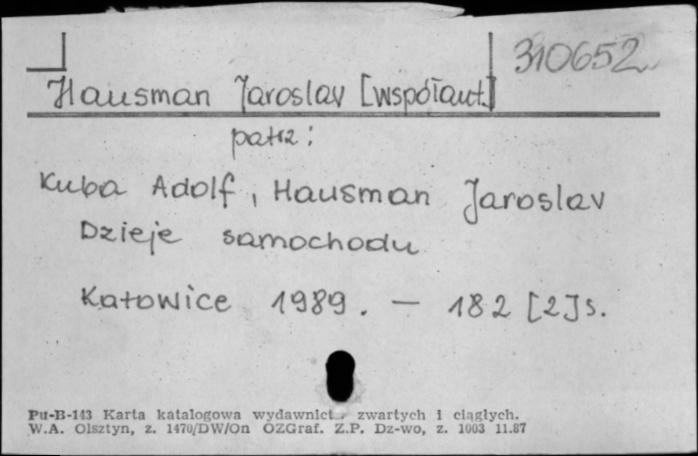 310652
Hausman Jaroslav [współaut.]
patrz:
Kuba Adolf, Hausman Jaroslav
Dzieje samochodu
Katowice 1989. — 182 [2]s.
Pu-B-143 Karta katalogowa wydawnict. zwartych i ciągłych.
W.A. Olsztyn, z. 1470/DW/On OZGraf. Z.P. Dz-wo, z. 1003 11.87